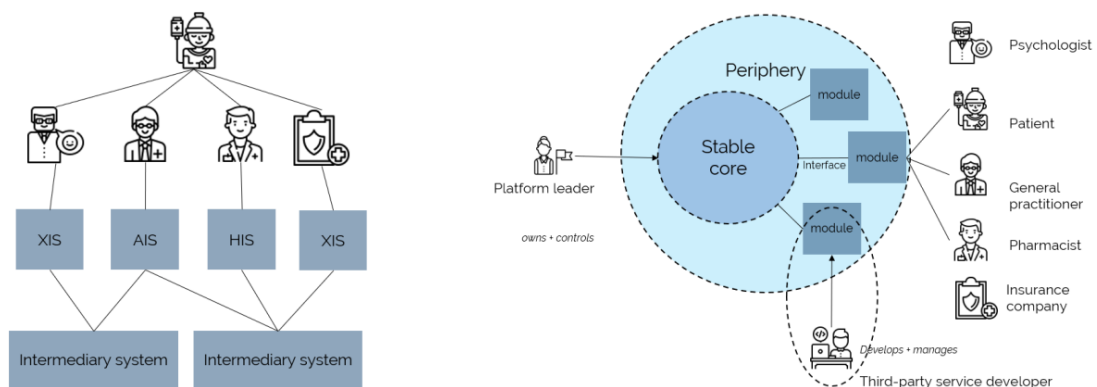 XIS
AIS
HIS
XIS
Intermediary system
Intermediary system
Periphery
module
Stable
core
Interface
module
module
Platform leader
owns + controls
Psychologist
Patient
General
practitioner
Pharmacist
Insurance
company
Develops + manages
Third-party service developer